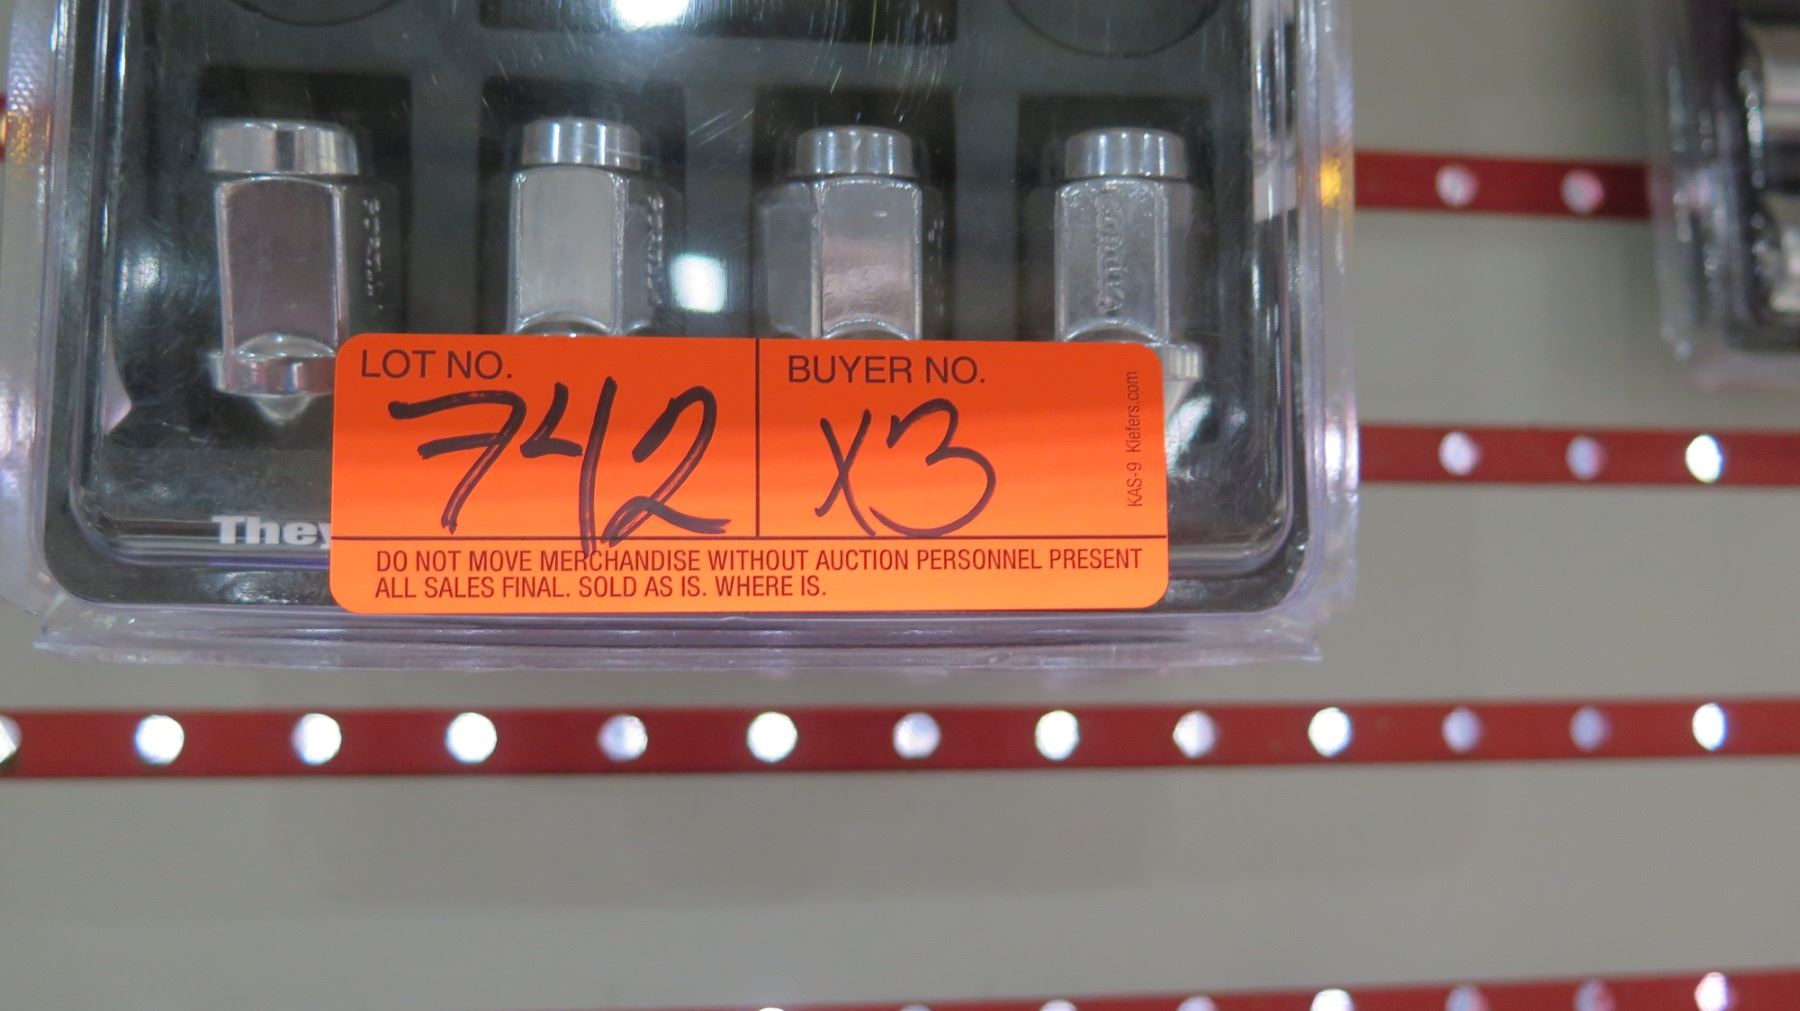 LOT NO.
742
BUYER NO.
X3
KAS-9 Kiefers.com
DO NOT MOVE MERCHANDISE WITHOUT AUCTION PERSONNEL PRESENT
ALL SALES FINAL. SOLD AS IS. WHERE IS.
They